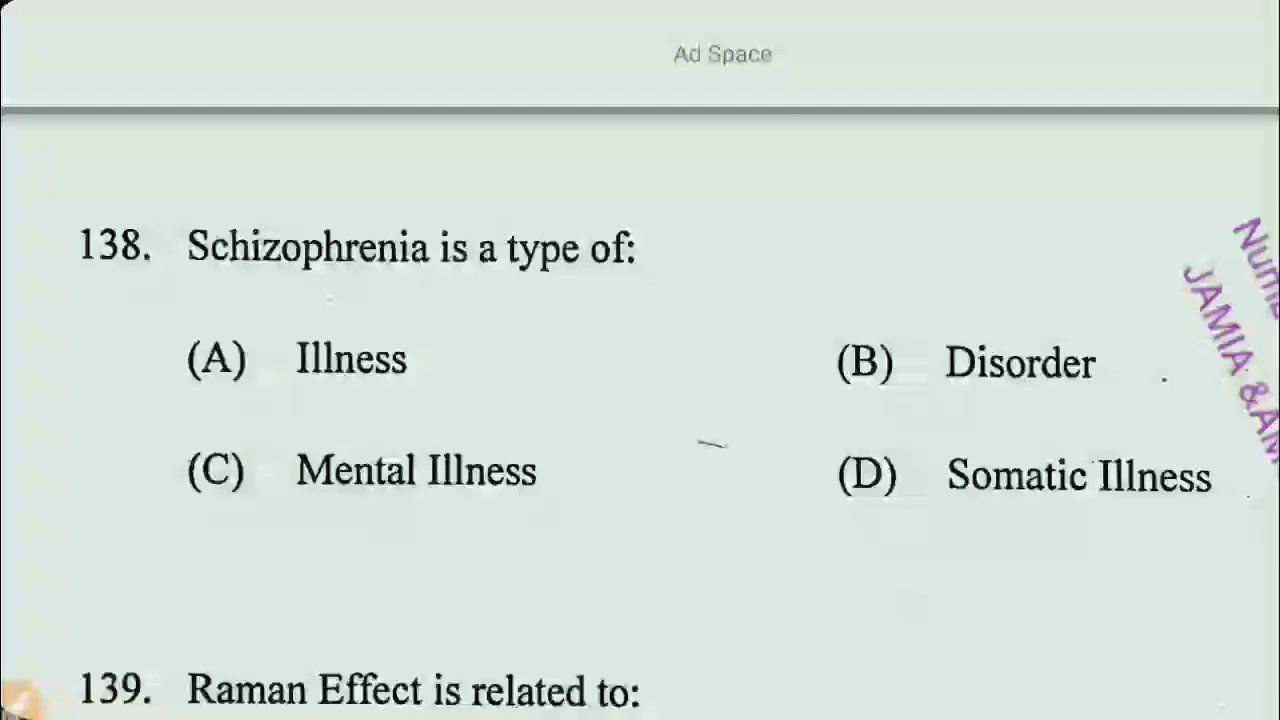 Ad Space
138. Schizophrenia is a type of:
(A) Illness
(B) Disorder
(C) Mental Illness
(D) Somatic Illness
JAMIA &
139. Raman Effect is related to: